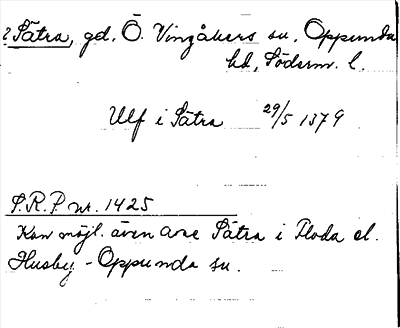 ? Sätra, gd. Ö. Vingåkers sn. Oppunda
hd, Söderm. l.
Ulf i Sätra 29/5 1379
S.R.P. nr. 1425
Kan möjl. även avse Sätra i Floda el.
Husby-Oppunda sn.